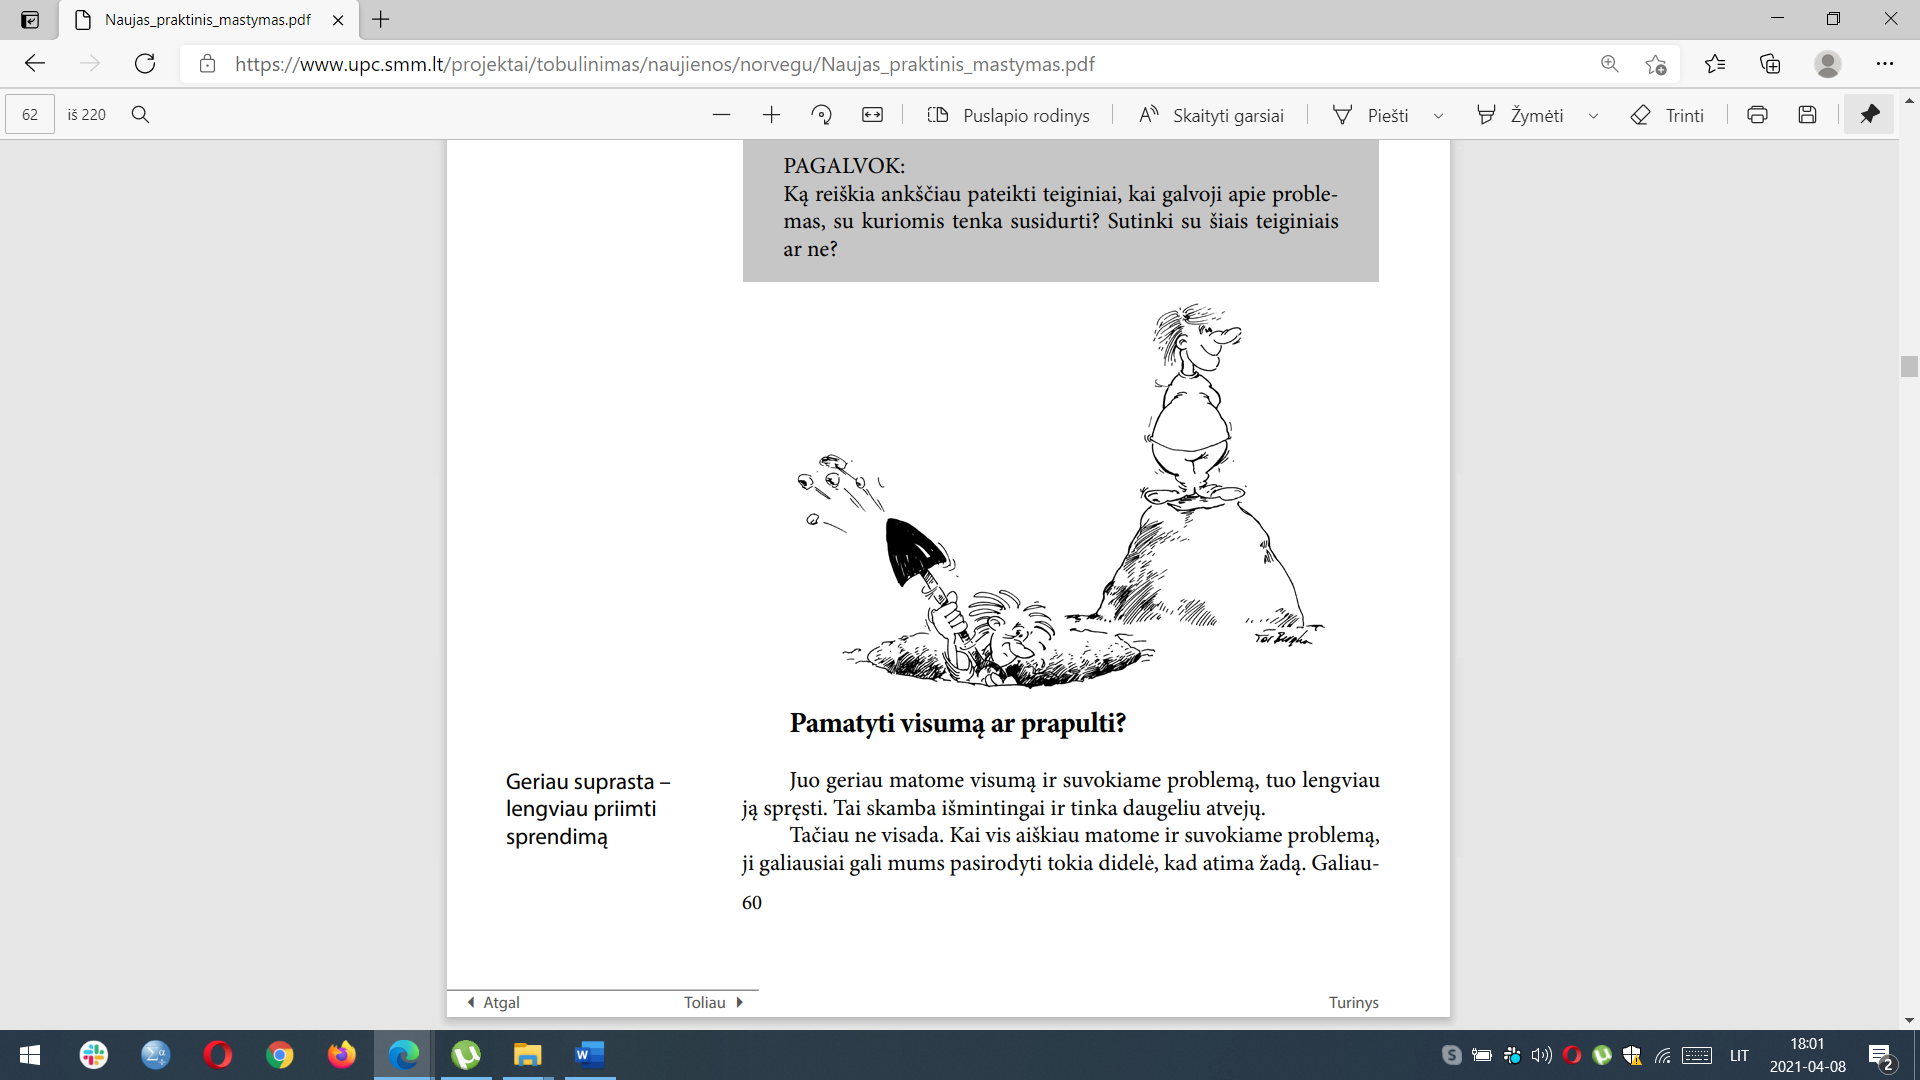 Naujas_praktinis_mastymas.pdf
https://www.upc.smm.lt/projektai/tobulinimas/naujienos/norvegu/Naujas_praktinis_mastymas.pdf
62 iš 220 Puslapio rodinys Skaityti garsiai Piešti Žymėti Trinti
PAGALVOK:
Ką reiškia ankščiau pateikti teiginiai, kai galvoji apie proble-
mas, su kuriomis tenka susidurti? Sutinki su šiais teiginiais
ar ne?
Pamatyti visumą ar prapulti?
Geriau suprasta –
lengviau priimti
sprendimą
Juo geriau matome visumą ir suvokiame problemą, tuo lengviau
ją spręsti. Tai skamba išmintingai ir tinka daugeliu atvejų.
Tačiau ne visada. Kai vis aiškiau matome ir suvokiame problemą,
ji galiausiai gali mums pasirodyti tokia didelė, kad atima žadą. Galiau-
60
Atgal Toliau Turinys
LIT
18:01
2021-04-08
2